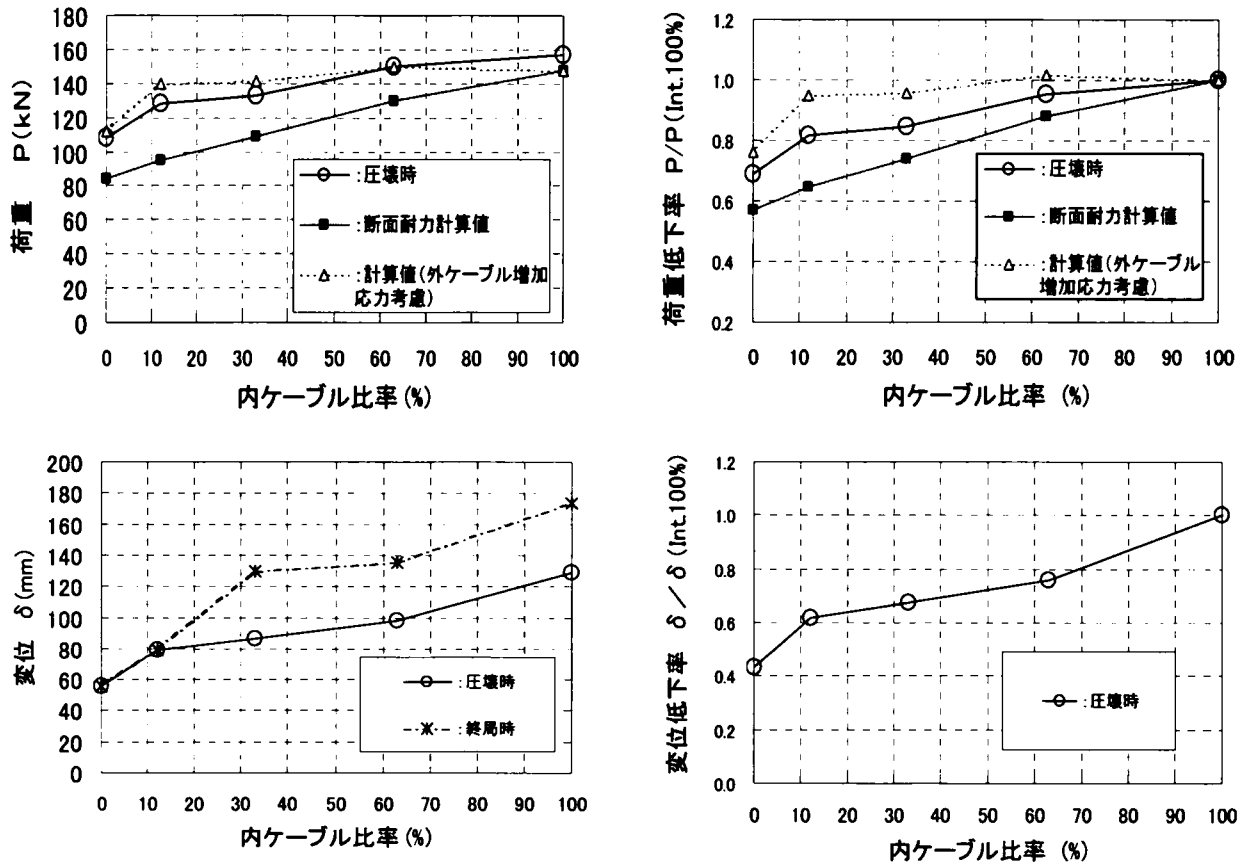 荷重 P(kN)
180
160
140
120
100
80
60
40
20
0
:圧壊時
:断面耐力計算値
:計算値(外ケーブル増加
応力考慮)
0 10 20 30 40 50 60 70 80 90 100
内ケーブル比率(%)
荷重低下率 P/P(Int.100%)
1.2
1.0
0.8
0.6
0.4
0.2
:圧壊時
:断面耐力計算値
:計算値(外ケーブル
増加応力考慮)
0 10 20 30 40 50 60 70 80 90 100
内ケーブル比率 (%)
変位 δ(mm)
200
180
160
140
120
100
80
60
40
20
0
:圧壊時
:終局時
0 10 20 30 40 50 60 70 80 90 100
内ケーブル比率(%)
変位低下率 δ/δ(Int.100%)
1.2
1.0
0.8
0.6
0.4
0.2
0.0
:圧壊時
0 10 20 30 40 50 60 70 80 90 100
内ケーブル比率 (%)